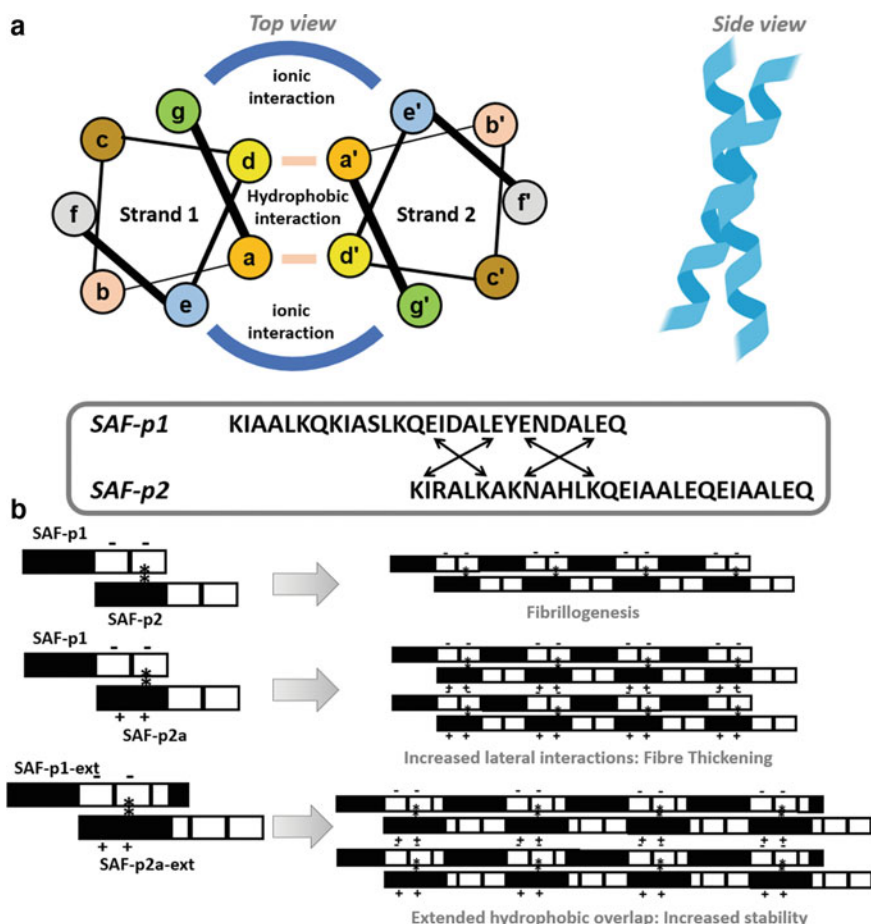 a
Top view
Side view
ionic
interaction
g
e'
c
b'
d
a'
f
Strand 1
Hydrophobic
interaction
Strand 2
f'
a
d'
c'
b
e
g'
ionic
interaction
SAF-p1 KIAALKQKIASLKQEIDALEYENDALEQ
SAF-p2 KIRALKAKNAHLKQEIAALEQEIAALEQ
b
SAF-p1
- -
*
*
SAF-p2
- - - - - - - -
* * * *
* * * *
Fibrillogenesis
SAF-p1
- -
*
*
+ +
SAF-p2a
- - - - - - - -
* * * *
+ + + + + + + +
- - - - - - - -
* * * *
+ + + + + + + +
Increased lateral interactions: Fibre Thickening
SAF-p1-ext
- -
*
*
+ +
SAF-p2a-ext
- - - - - - - -
* * * *
+ + + + + + + +
- - - - - - - -
* * * *
+ + + + + + + +
Extended hydrophobic overlap: Increased stability